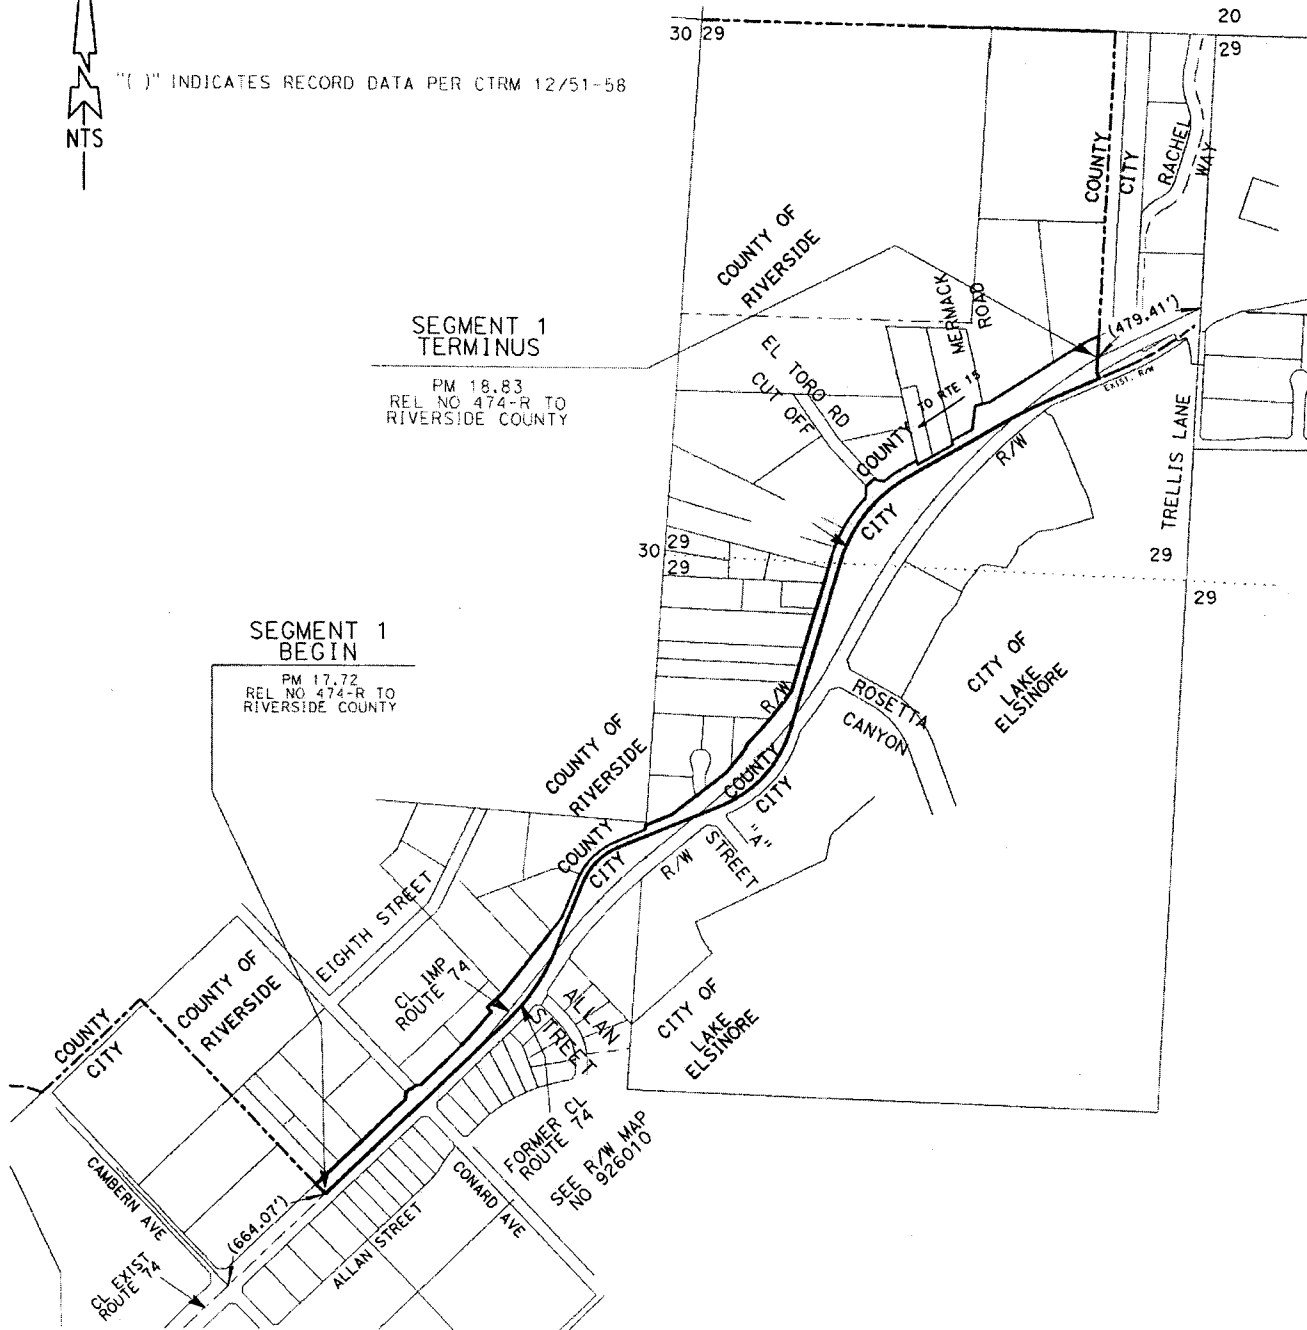 20
30 29
29
"( )" INDICATES RECORD DATA PER CTRM 12/51-58
NTS
COUNTY
CITY
RACHEL
WAY
COUNTY OF
RIVERSIDE
SEGMENT 1
TERMINUS
PM 18.83
REL NO 474-R TO
RIVERSIDE COUNTY
MERMACK
ROAD
(479.41')
EL TORO RD
CUT OFF
TO RTE 15
EXIST. R/W
COUNTY
CITY
R/W
TRELLIS LANE
30 29
29
29
29
SEGMENT 1
BEGIN
PM 17.72
REL NO 474-R TO
RIVERSIDE COUNTY
CITY OF
LAKE
ELSINORE
R/W
ROSETTA
CANYON
COUNTY OF
RIVERSIDE
COUNTY
CITY
"A"
STREET
R/W
COUNTY
CITY
EIGHTH STREET
CL IMP
ROUTE 74
COUNTY OF
RIVERSIDE
COUNTY
CITY
ALLAN
STREET
CITY OF
LAKE
ELSINORE
FORMER CL
ROUTE 74
SEE R/W MAP
NO 926010
CAMBERN AVE
(664.07')
CONARD AVE
ALLAN STREET
CL EXIST
ROUTE 74